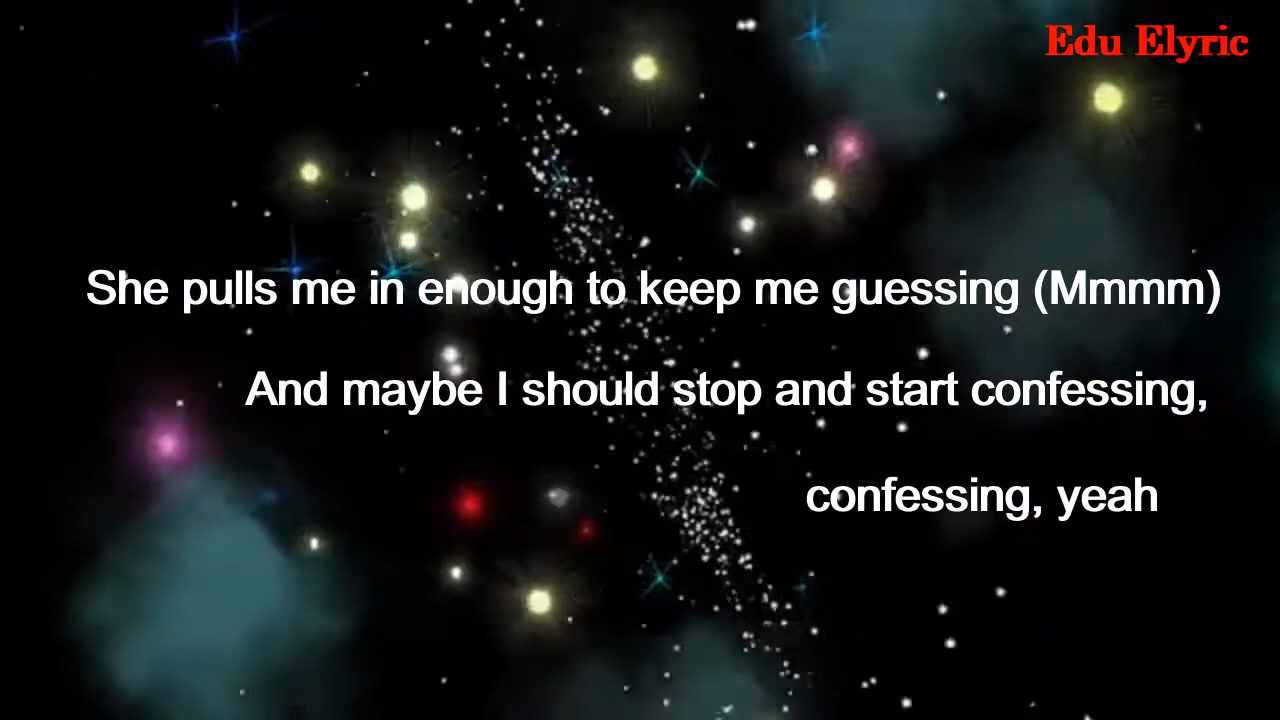 Edu Elyric
She pulls me in enough to keep me guessing (Mmmm)
And maybe I should stop and start confessing,
confessing, yeah